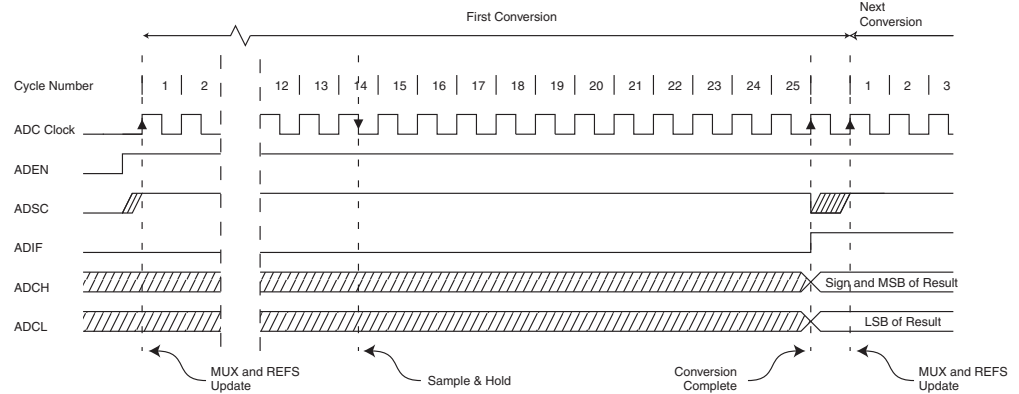 First Conversion
Next
Conversion
Cycle Number 1 2 12 13 14 15 16 17 18 19 20 21 22 23 24 25 1 2 3
ADC Clock
ADEN
ADSC
ADIF
ADCH Sign and MSB of Result
ADCL LSB of Result
MUX and REFS
Update
Sample & Hold
Conversion
Complete
MUX and REFS
Update